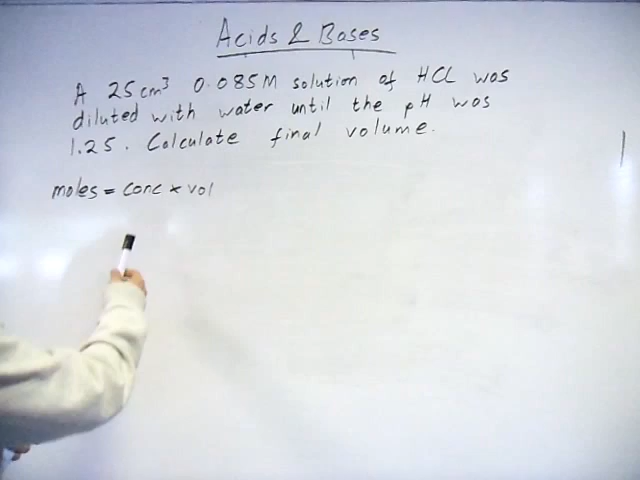 Acids & Bases
A 25cm³ 0.085M solution of HCL was
diluted with water until the pH was
1.25. Calculate final volume.
moles = conc × vol